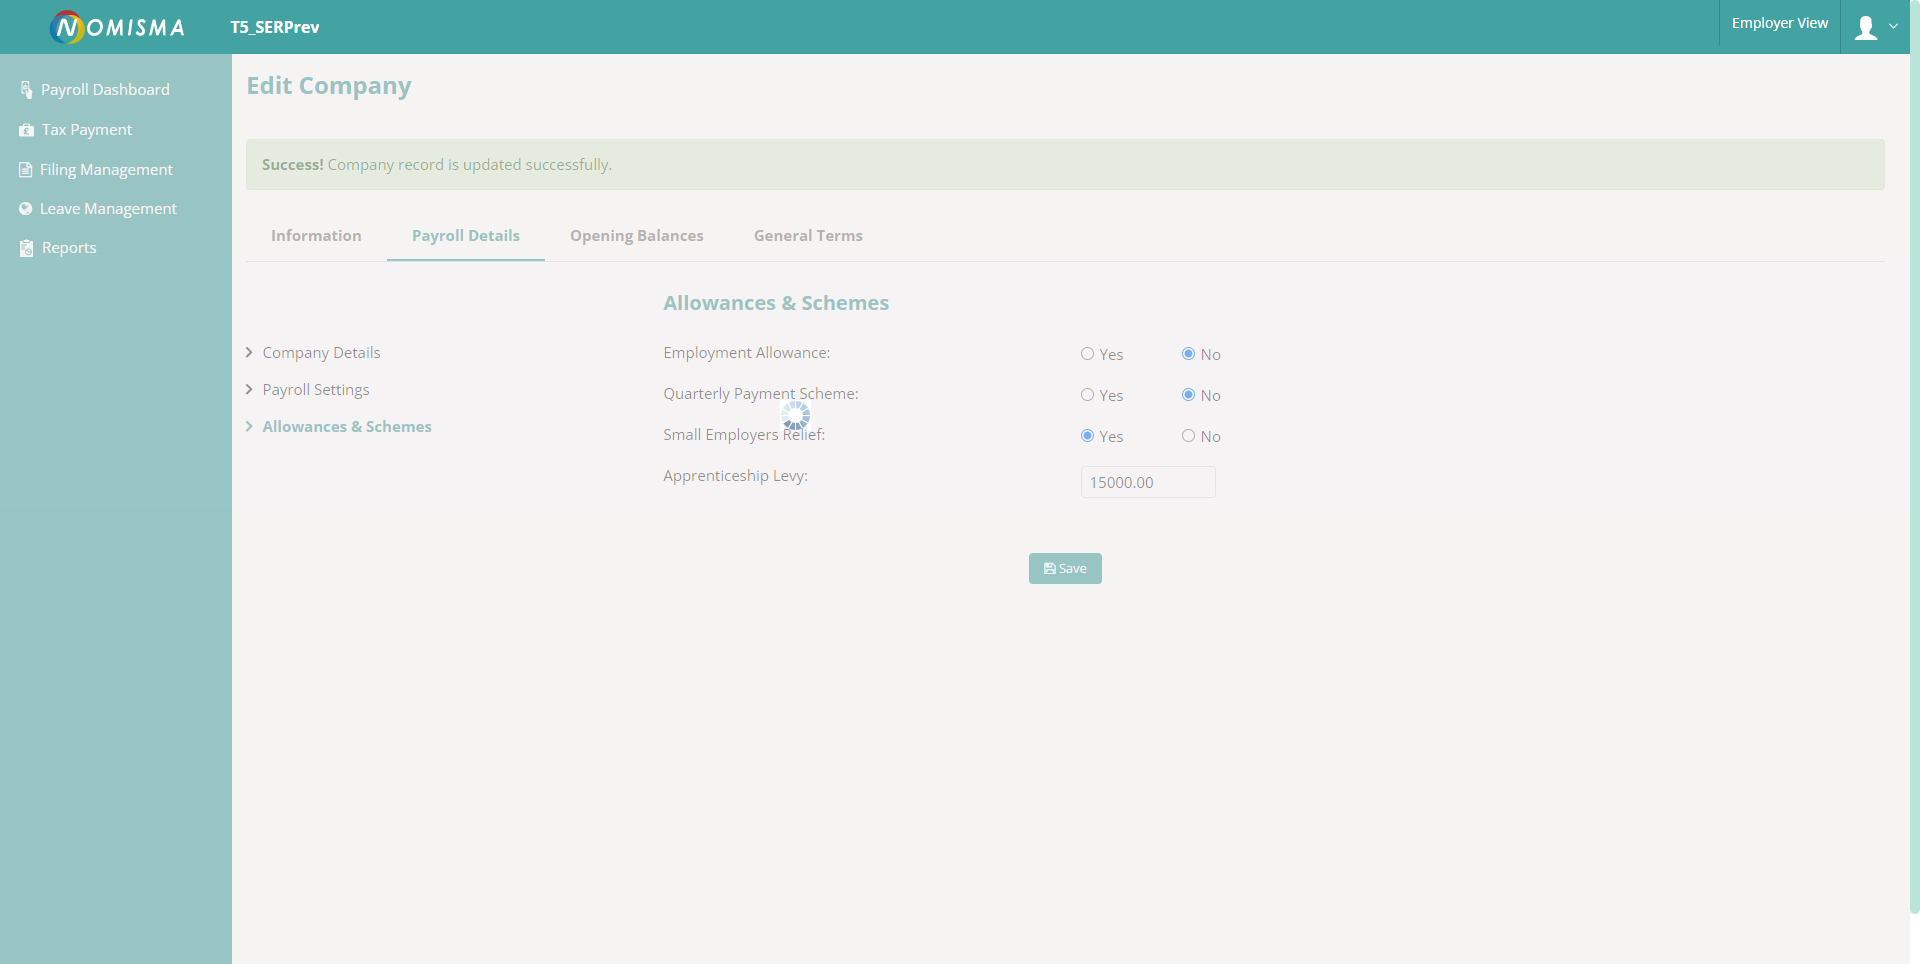 NOMISMA
T5_SERPrev
Employer View
Payroll Dashboard
Tax Payment
Filing Management
Leave Management
Reports
Edit Company
Success! Company record is updated successfully.
Information
Payroll Details
Opening Balances
General Terms
Company Details
Payroll Settings
Allowances & Schemes
Allowances & Schemes
Employment Allowance:
Yes
No
Quarterly Payment Scheme:
Yes
No
Small Employers Relief:
Yes
No
Apprenticeship Levy:
15000.00
Save